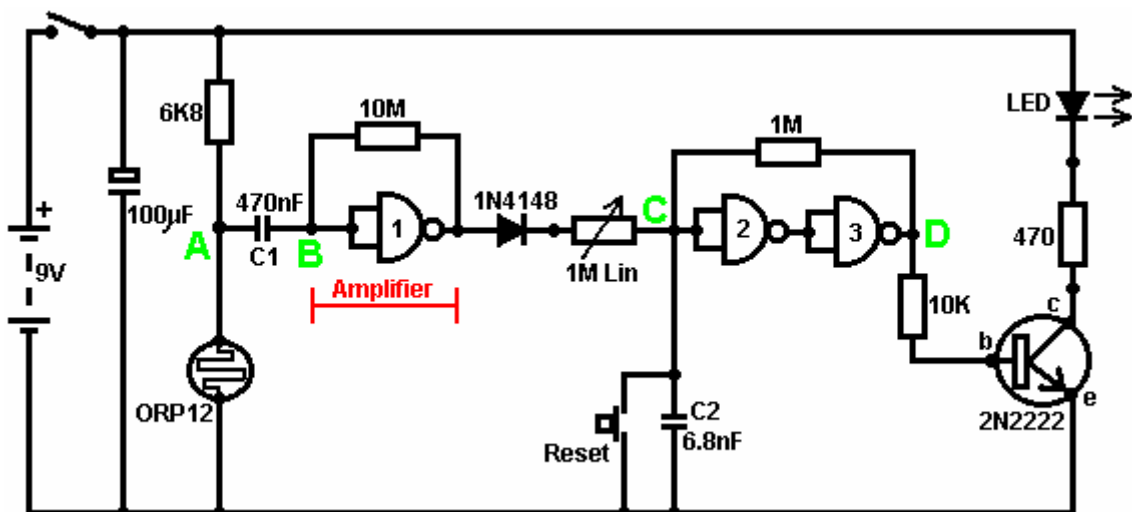 6K8
10M
1M
LED
100µF
470nF
1N4148
C
A
C1
B
1
2
3
D
470
+
9V
1M Lin
Amplifier
10K
c
b
e
ORP12
Reset
C2
6.8nF
2N2222